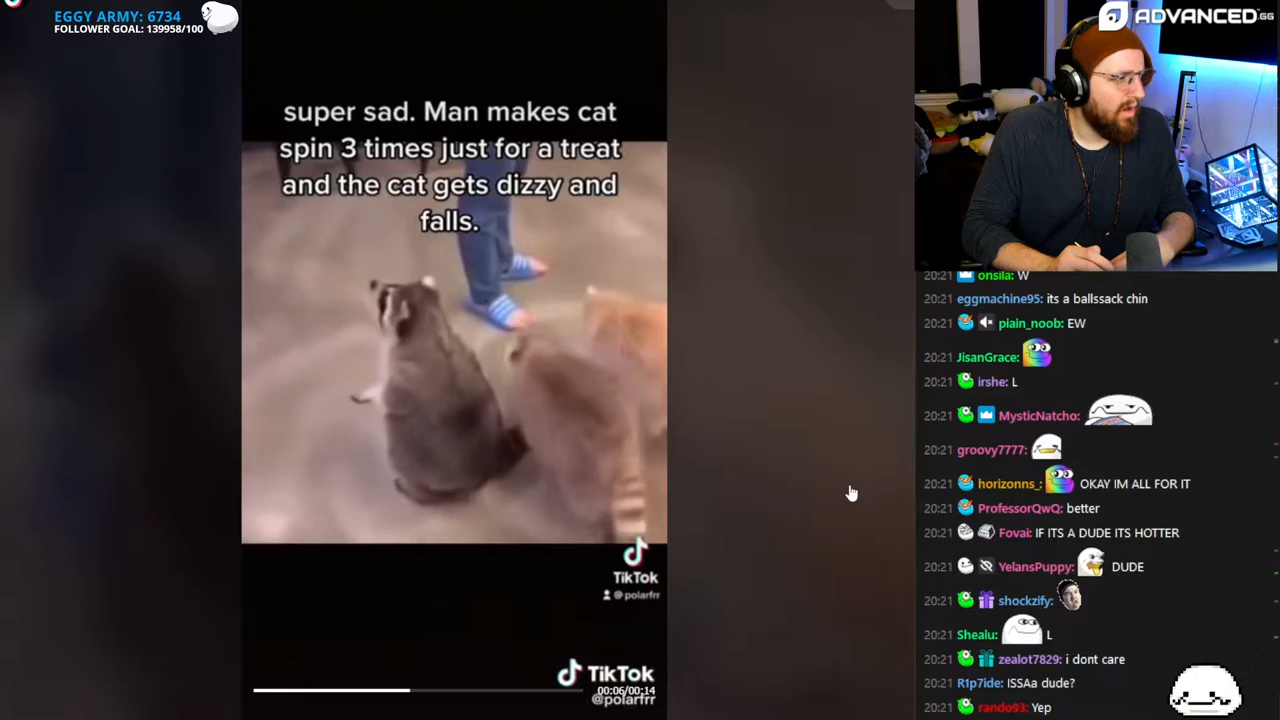 EGGY ARMY: 6734
FOLLOWER GOAL: 139958/100
super sad. Man makes cat
spin 3 times just for a treat
and the cat gets dizzy and
falls.
TikTok
@polarfrr
TikTok
@polarfrr
00:06/00:14
ADVANCED.GG
20:21 onsila: W
20:21 eggmachine95: its a ballssack chin
20:21 plain_noob: EW
20:21 JisanGrace:
20:21 irshe: L
20:21 MysticNatcho:
20:21 groovy7777:
20:21 horizonns_: OKAY IM ALL FOR IT
20:21 ProfessorQwQ: better
20:21 Fovai: IF ITS A DUDE ITS HOTTER
20:21 YelansPuppy: DUDE
20:21 shockzify:
20:21 Shealu: L
20:21 zealot7829: i dont care
20:21 R1p7ide: ISSAa dude?
20:21 rando93: Yep